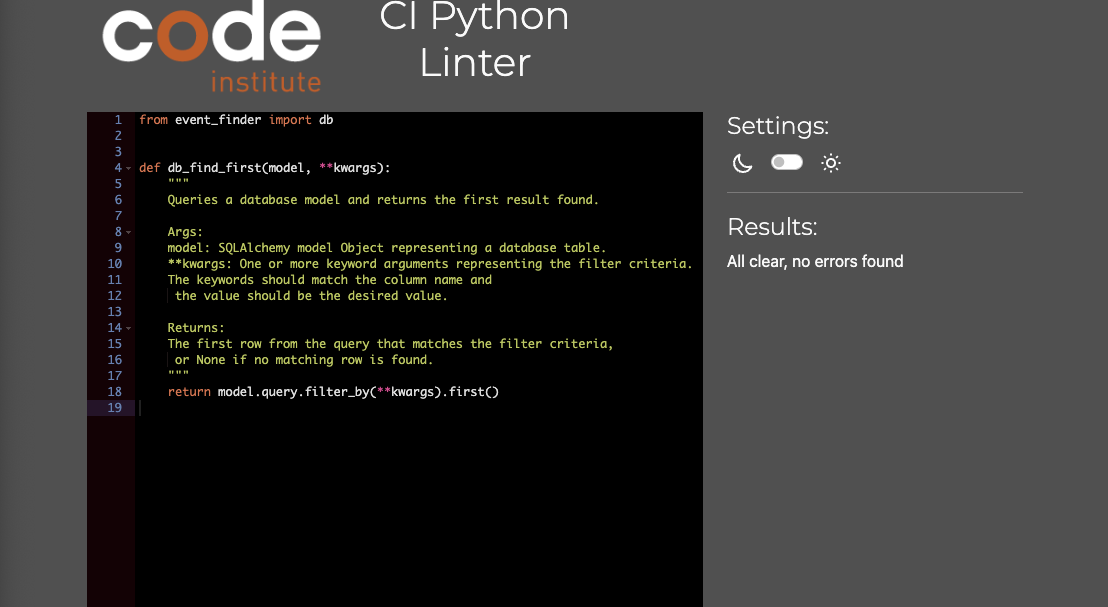 code
institute
CI Python
Linter
1 from event_finder import db
2
3
4 def db_find_first(model, **kwargs):
5 """
6 Queries a database model and returns the first result found.
7
8 Args:
9 model: SQLAlchemy model Object representing a database table.
10 **kwargs: One or more keyword arguments representing the filter criteria.
11 The keywords should match the column name and
12 the value should be the desired value.
13
14 Returns:
15 The first row from the query that matches the filter criteria,
16 or None if no matching row is found.
17 """
18 return model.query.filter_by(**kwargs).first()
19
Settings:
Results:
All clear, no errors found